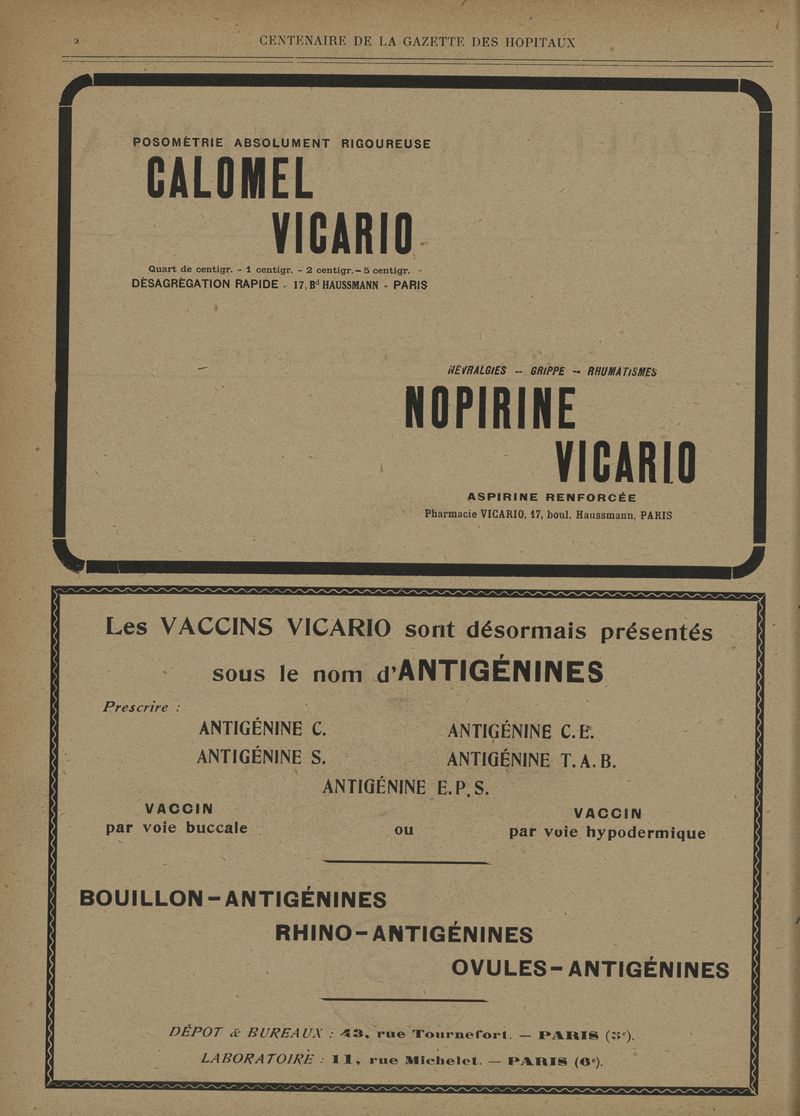 2
CENTENAIRE DE LA GAZETTE DES HOPITAUX
POSOMÉTRIE ABSOLUMENT RIGOUREUSE
CALOMEL
VICARIO
Quart de centigr. - 1 centigr. - 2 centigr. - 5 centigr. -
DÉSAGRÉGATION RAPIDE . 17, Bd HAUSSMANN - PARIS
NEVRALGIES -- GRIPPE -- RHUMATISMES
NOPIRINE
VICARIO
ASPIRINE RENFORCÉE
Pharmacie VICARIO, 17, boul. Haussmann, PARIS
Les VACCINS VICARIO sont désormais présentés
sous le nom d'ANTIGÉNINES
Prescrire :
ANTIGÉNINE C. ANTIGÉNINE C.E.
ANTIGÉNINE S. ANTIGÉNINE T.A.B.
ANTIGÉNINE E.P.S.
VACCIN VACCIN
par voie buccale ou par voie hypodermique
BOUILLON-ANTIGÉNINES
RHINO-ANTIGÉNINES
OVULES-ANTIGÉNINES
DÉPOT & BUREAUX : 43, rue Tournefort. — PARIS (5e).
LABORATOIRE : 11, rue Michelet. — PARIS (6e).